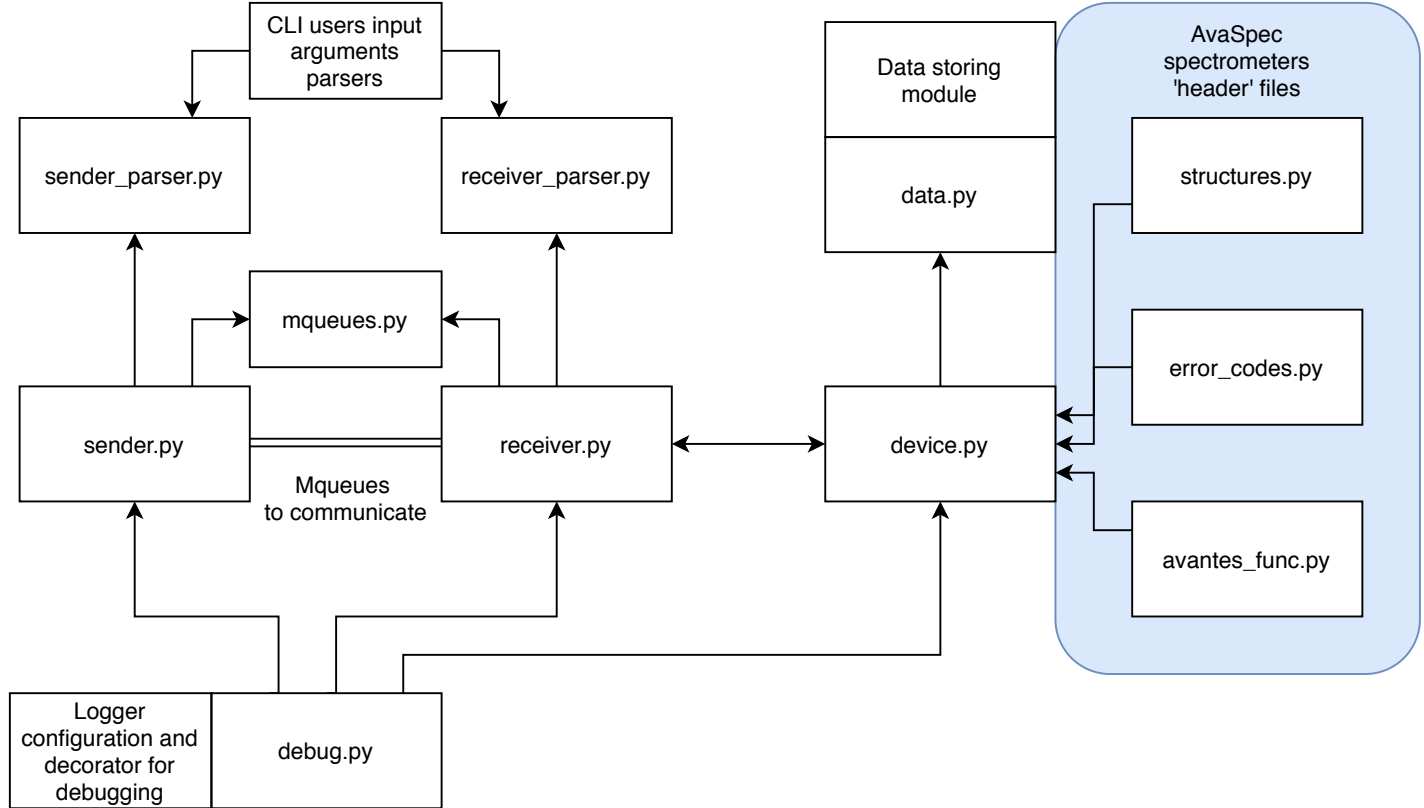 CLI users input
arguments
parsers
Data storing
module
AvaSpec
spectrometers
'header' files
sender_parser.py
receiver_parser.py
data.py
structures.py
mqueues.py
error_codes.py
sender.py
receiver.py
device.py
Mqueues
to communicate
avantes_func.py
Logger
configuration and
decorator for
debugging
debug.py